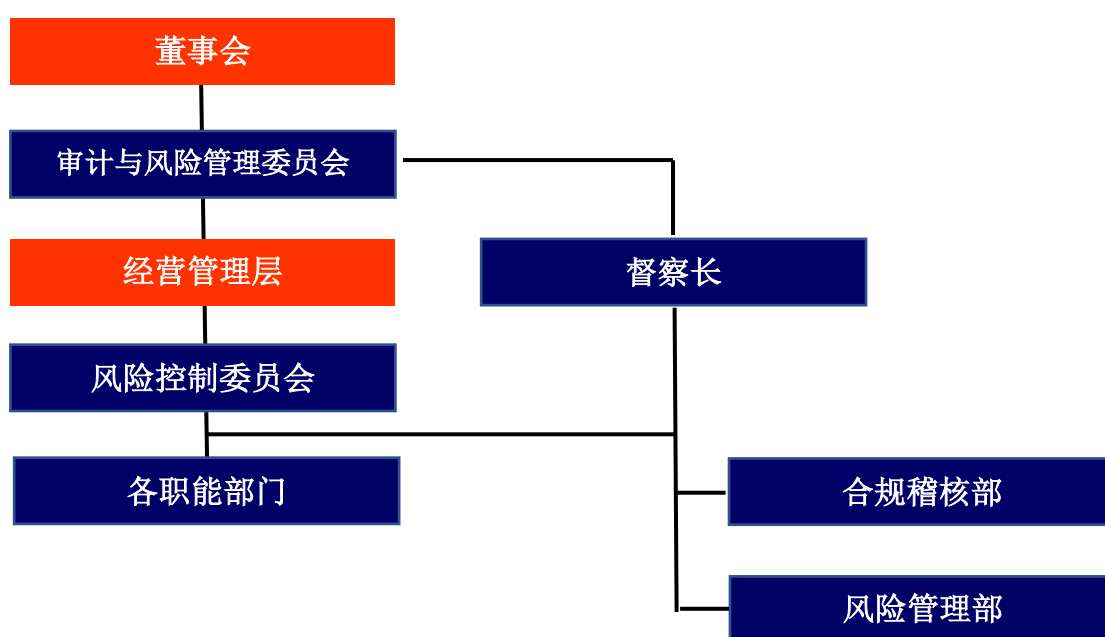 董事会
审计与风险管理委员会
经营管理层
督察长
风险控制委员会
各职能部门
合规稽核部
风险管理部